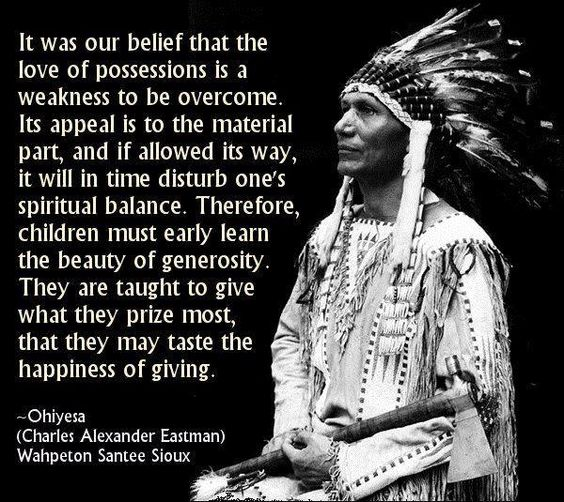 It was our belief that the
love of possessions is a
weakness to be overcome.
Its appeal is to the material
part, and if allowed its way,
it will in time disturb one's
spiritual balance. Therefore,
children must early learn
the beauty of generosity.
They are taught to give
what they prize most,
that they may taste the
happiness of giving.
~Ohiyesa
(Charles Alexander Eastman)
Wahpeton Santee Sioux